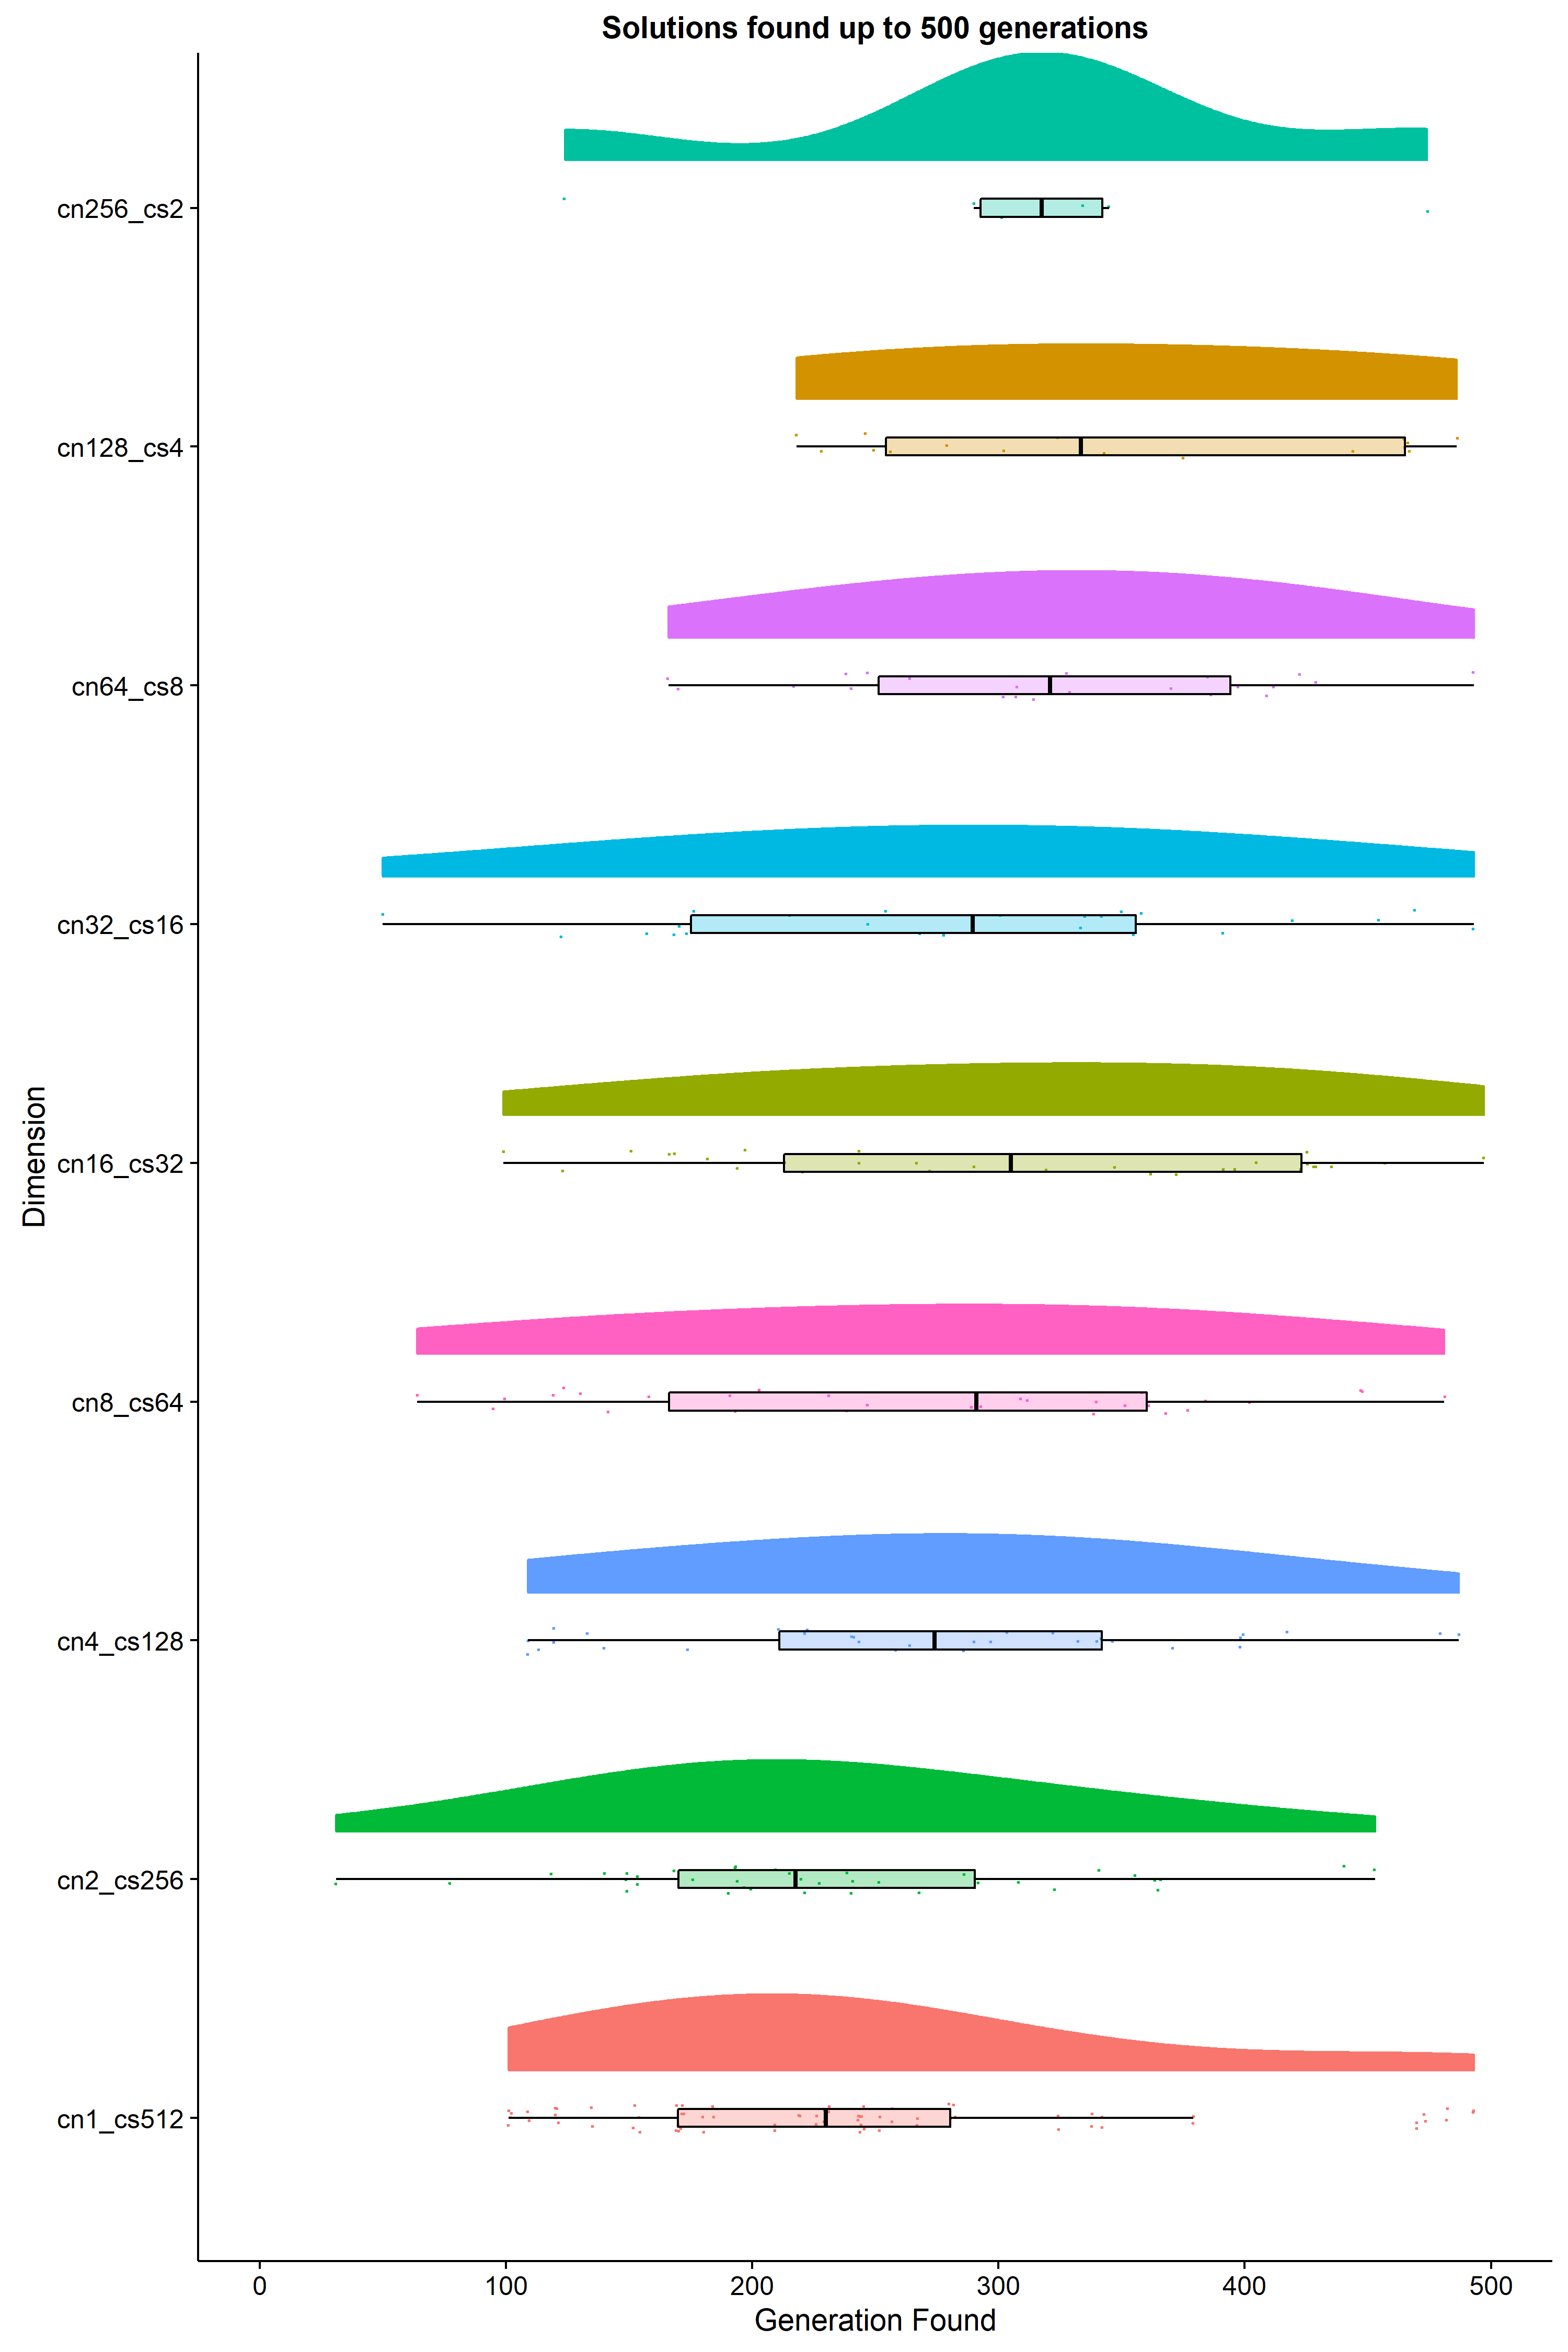 Solutions found up to 500 generations
cn256_cs2
cn128_cs4
cn64_cs8
cn32_cs16
cn16_cs32
cn8_cs64
cn4_cs128
cn2_cs256
cn1_cs512
Dimension
0 100 200 300 400 500
Generation Found